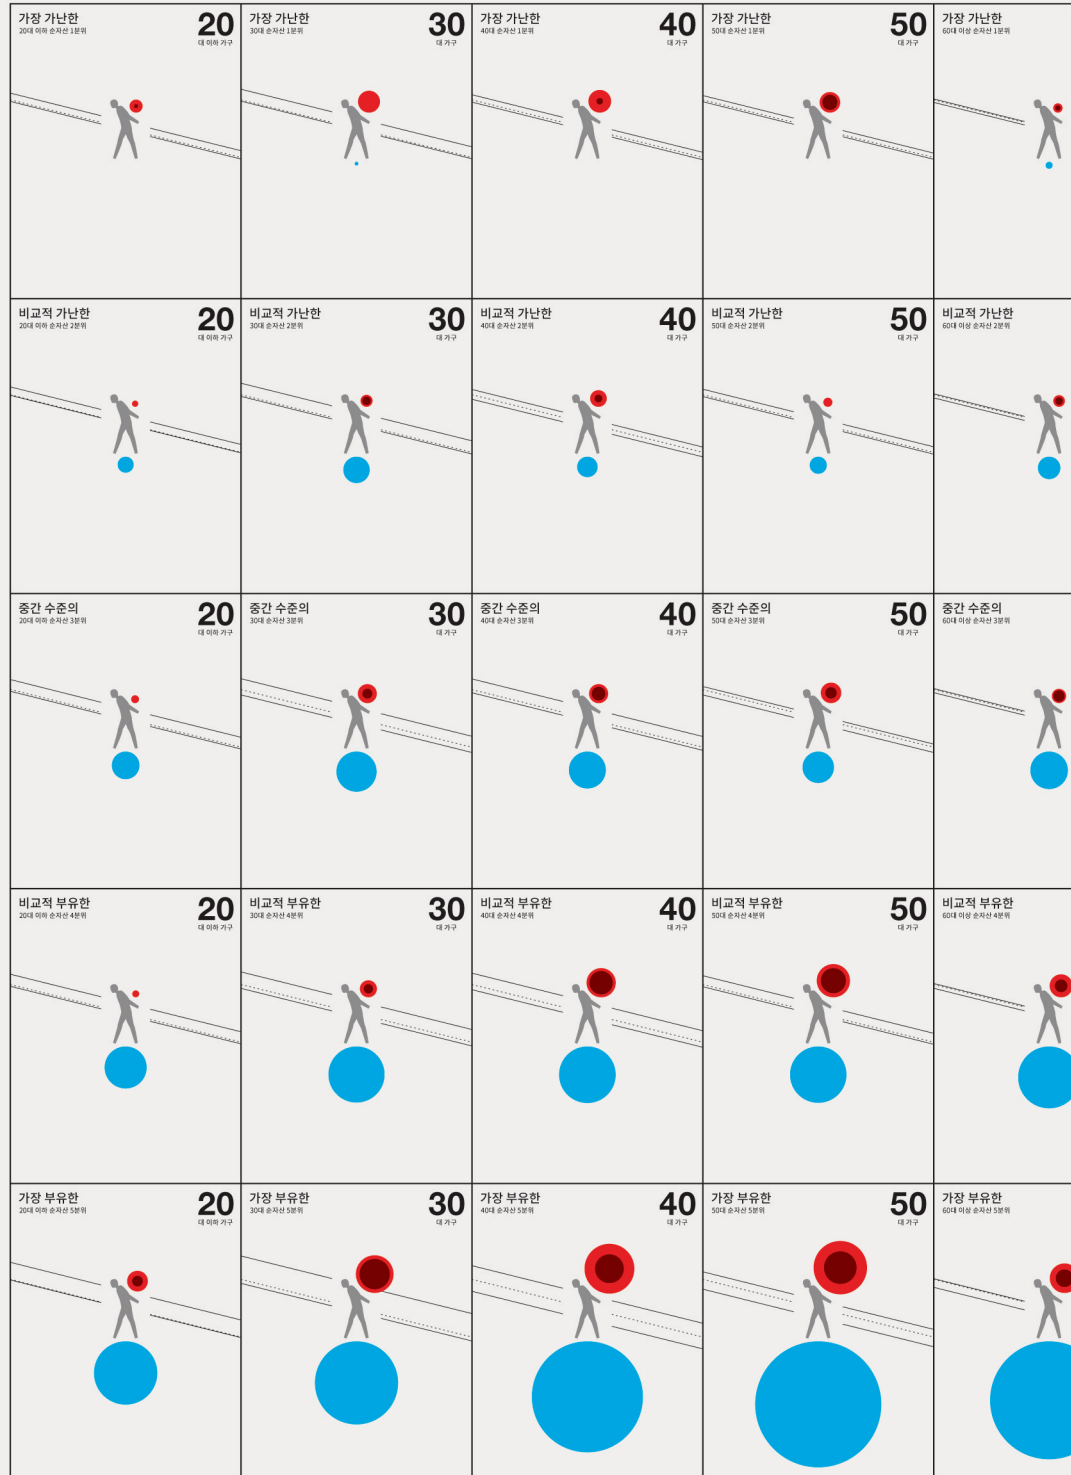 가장 가난한
20대 이하 순자산 1분위
20
대 이하 가구
가장 가난한
30대 순자산 1분위
30
대 가구
가장 가난한
40대 순자산 1분위
40
대 가구
가장 가난한
50대 순자산 1분위
50
대 가구
가장 가난한
60대 이상 순자산 1분위
비교적 가난한
20대 이하 순자산 2분위
20
대 이하 가구
비교적 가난한
30대 순자산 2분위
30
대 가구
비교적 가난한
40대 순자산 2분위
40
대 가구
비교적 가난한
50대 순자산 2분위
50
대 가구
비교적 가난한
60대 이상 순자산 2분위
중간 수준의
20대 이하 순자산 3분위
20
대 이하 가구
중간 수준의
30대 순자산 3분위
30
대 가구
중간 수준의
40대 순자산 3분위
40
대 가구
중간 수준의
50대 순자산 3분위
50
대 가구
중간 수준의
60대 이상 순자산 3분위
비교적 부유한
20대 이하 순자산 4분위
20
대 이하 가구
비교적 부유한
30대 순자산 4분위
30
대 가구
비교적 부유한
40대 순자산 4분위
40
대 가구
비교적 부유한
50대 순자산 4분위
50
대 가구
비교적 부유한
60대 이상 순자산 4분위
가장 부유한
20대 이하 순자산 5분위
20
대 이하 가구
가장 부유한
30대 순자산 5분위
30
대 가구
가장 부유한
40대 순자산 5분위
40
대 가구
가장 부유한
50대 순자산 5분위
50
대 가구
가장 부유한
60대 이상 순자산 5분위